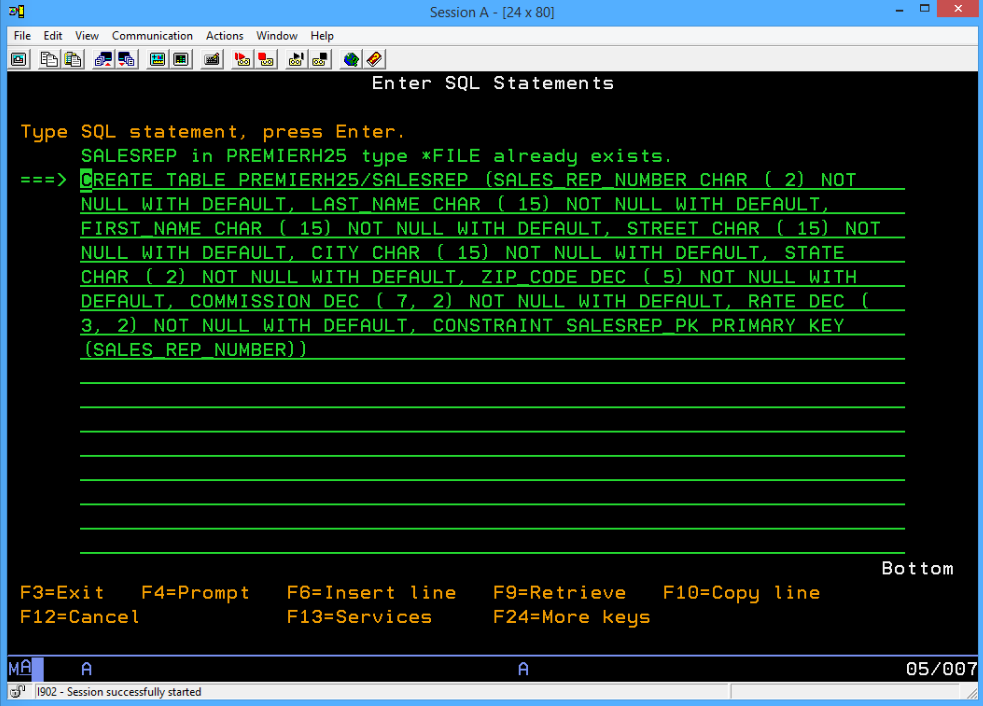 Session A - [24 x 80]
File Edit View Communication Actions Window Help
Enter SQL Statements
Type SQL statement, press Enter.
SALESREP in PREMIERH25 type *FILE already exists.
===> CREATE TABLE PREMIERH25/SALESREP (SALES_REP_NUMBER CHAR ( 2) NOT
NULL WITH DEFAULT, LAST_NAME CHAR ( 15) NOT NULL WITH DEFAULT,
FIRST_NAME CHAR ( 15) NOT NULL WITH DEFAULT, STREET CHAR ( 15) NOT
NULL WITH DEFAULT, CITY CHAR ( 15) NOT NULL WITH DEFAULT, STATE
CHAR ( 2) NOT NULL WITH DEFAULT, ZIP_CODE DEC ( 5) NOT NULL WITH
DEFAULT, COMMISSION DEC ( 7, 2) NOT NULL WITH DEFAULT, RATE DEC (
3, 2) NOT NULL WITH DEFAULT, CONSTRAINT SALESREP_PK PRIMARY KEY
(SALES_REP_NUMBER))
Bottom
F3=Exit F4=Prompt F6=Insert line F9=Retrieve F10=Copy line
F12=Cancel F13=Services F24=More keys
MA A A 05/007
I902 - Session successfully started